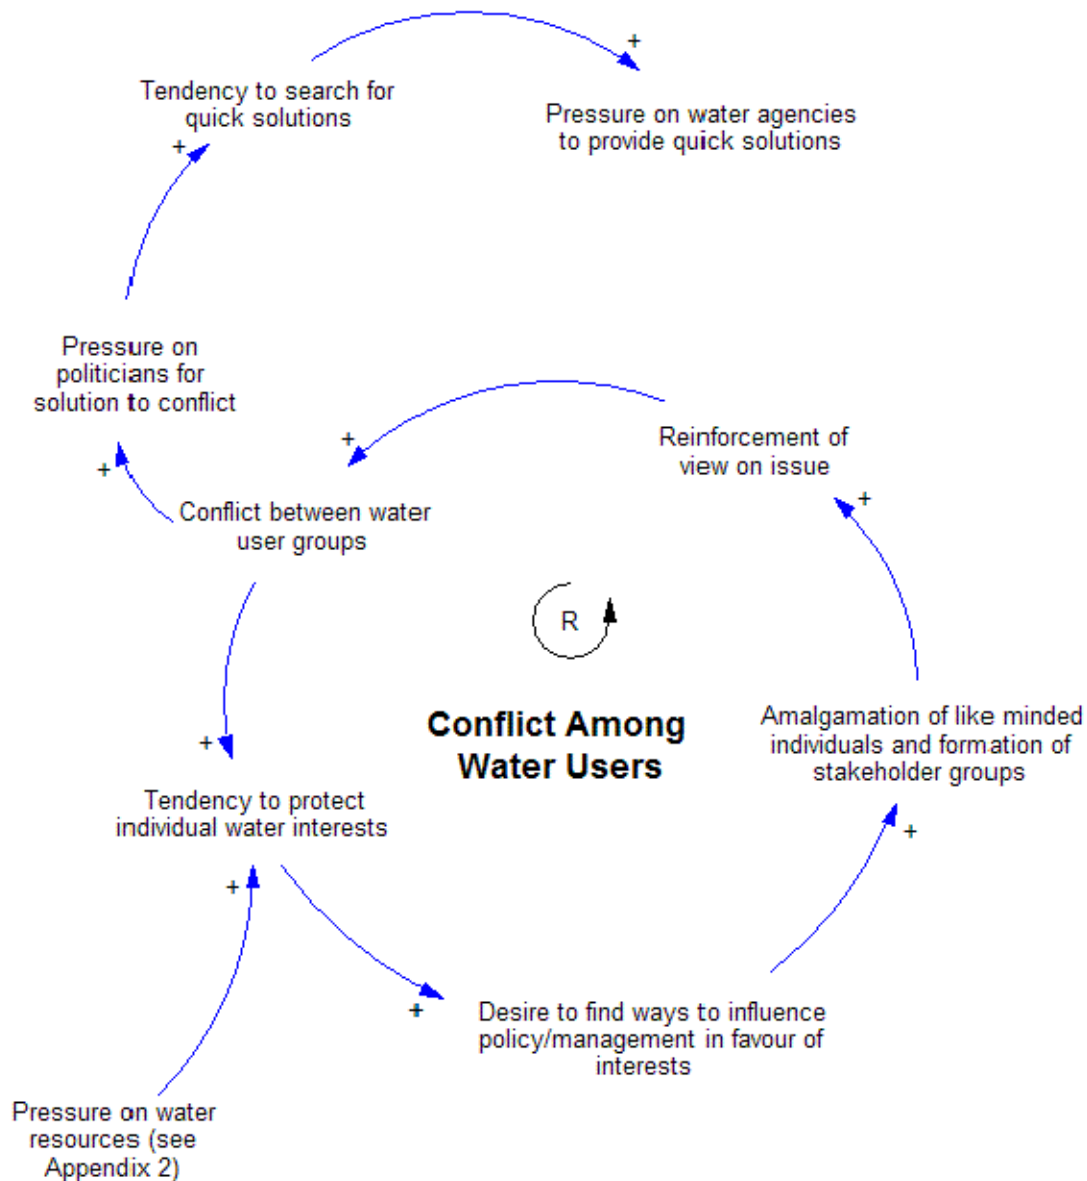 +
Tendency to search for
quick solutions
Pressure on water agencies
to provide quick solutions
+
Pressure on
politicians for
solution to conflict
+
Reinforcement of
view on issue
+
+
Conflict between water
user groups
R
Conflict Among
Water Users
Amalgamation of like minded
individuals and formation of
stakeholder groups
+
Tendency to protect
individual water interests
+
+
+
Desire to find ways to influence
policy/management in favour of
interests
Pressure on water
resources (see
Appendix 2)